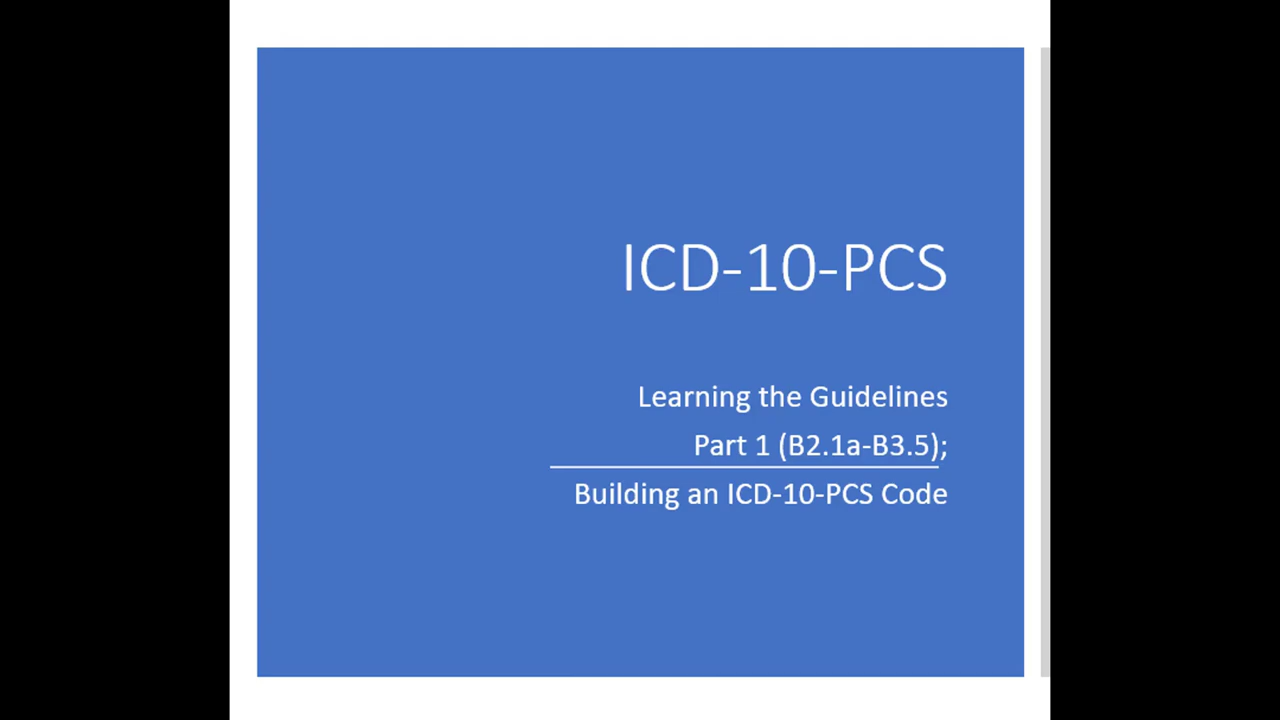 ICD-10-PCS
Learning the Guidelines
Part 1 (B2.1a-B3.5);
Building an ICD-10-PCS Code